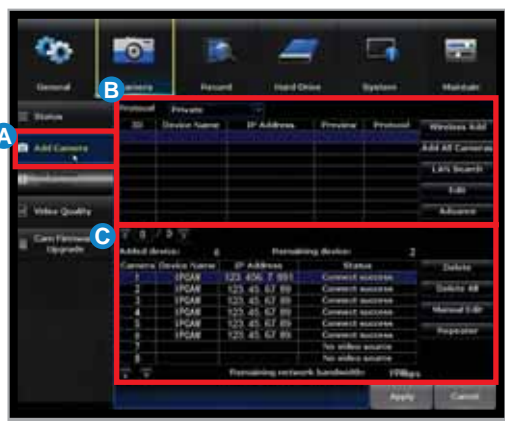 General Camera Record Hard Drive System Maintain
A
B
C
Status
Add Camera
Video Quality
Cam Firmware Upgrade
Protocol Private
ID Device Name IP Address Preview Protocol
Wireless Add
Add All Cameras
LAN Search
Edit
Advance
Added device: 6 Remaining device: 2
Camera Device Name IP Address Status
1 IPCAM Connect success
2 IPCAM 123 45 67 89 Connect success
3 IPCAM 123 45 67 89 Connect success
4 IPCAM 123 45 67 89 Connect success
5 IPCAM 123 45 67 89 Connect success
6 IPCAM 123 45 67 89 Connect success
7 No video source
8 No video source
Delete
Delete All
Manual Edit
Repeater
Remaining network bandwidth:
Apply Cancel